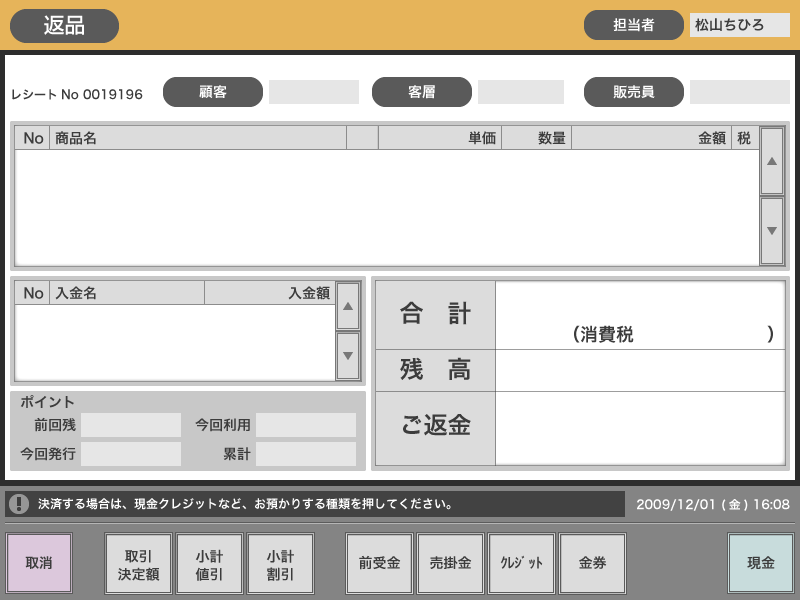 返品 担当者 松山ちひろ
レシート No 0019196 顧客 客層 販売員
No 商品名 単価 数量 金額 税
▲
▼
No 入金名 入金額
▲
▼
合 計
(消費税 )
残 高
ご返金
ポイント
前回残 今回利用
今回発行 累計
決済する場合は、現金クレジットなど、お預かりする種類を押してください。 2009/12/01 ( 金 ) 16:08
取消
取引
決定額
小計
値引
小計
割引
前受金
売掛金
ｸﾚｼﾞｯﾄ
金券
現金